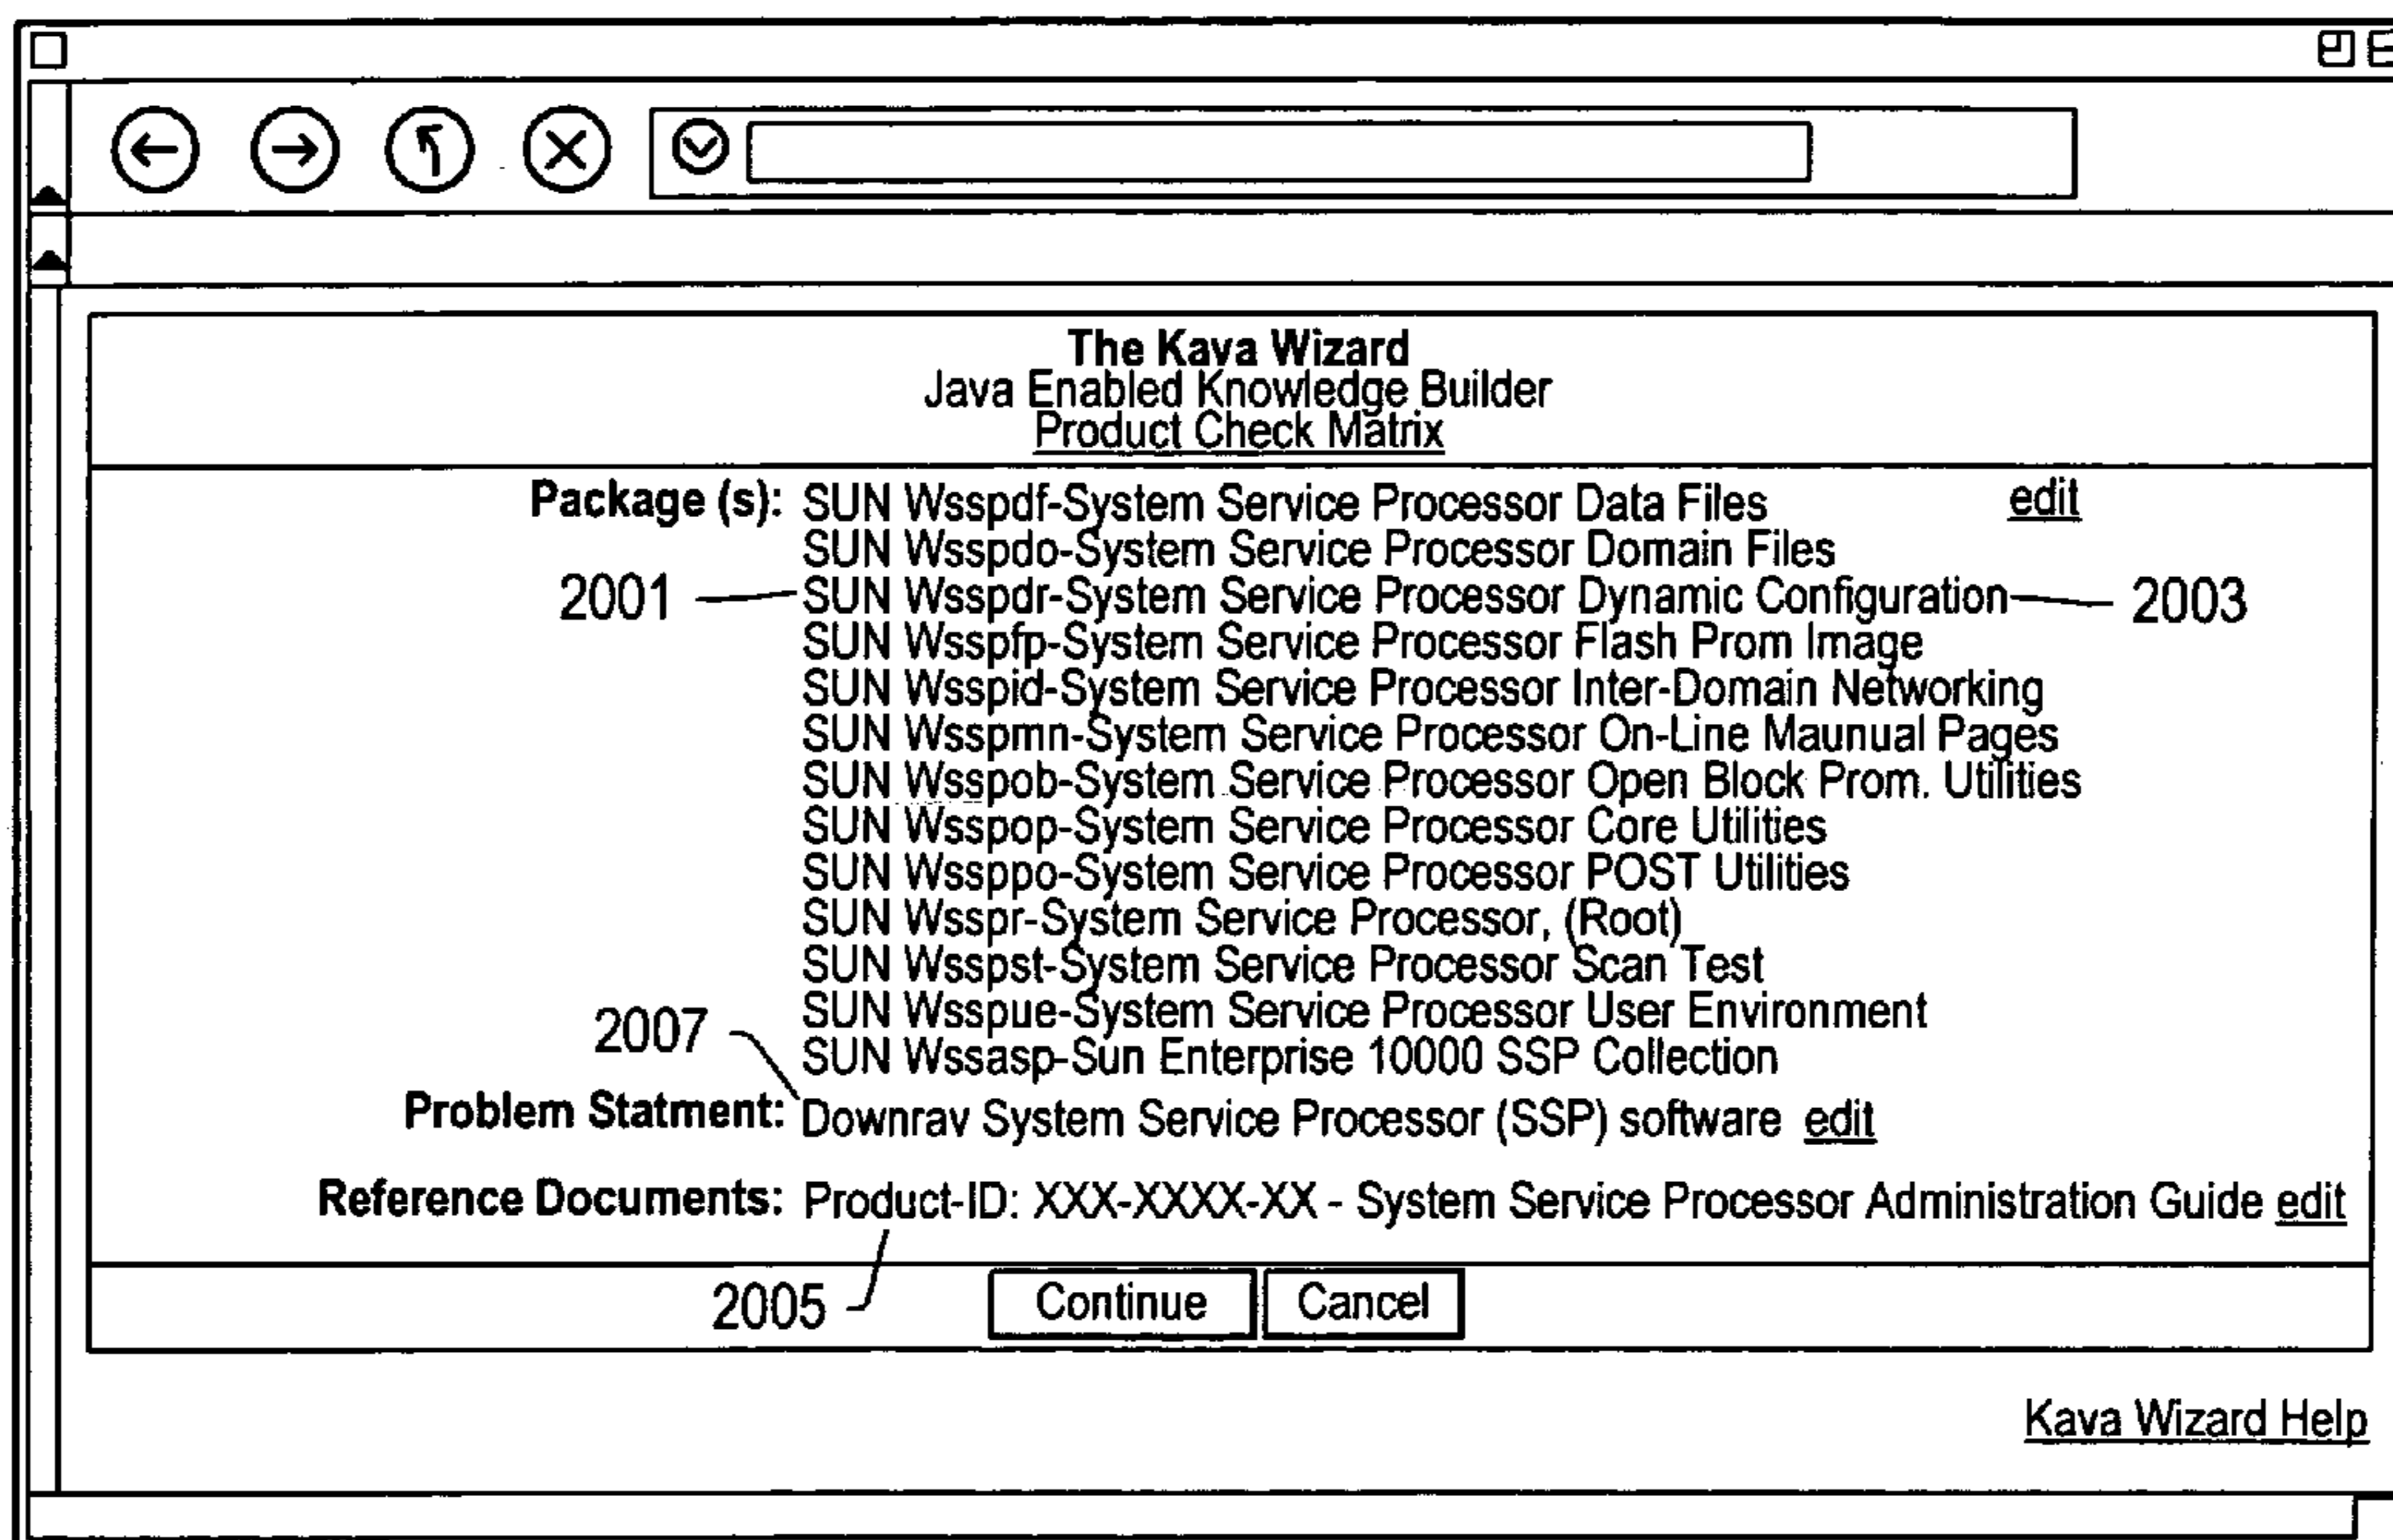 The Kava Wizard
Java Enabled Knowledge Builder
Product Check Matrix
Package (s): SUN Wsspdf-System Service Processor Data Files edit
SUN Wsspdo-System Service Processor Domain Files
2001 SUN Wsspdr-System Service Processor Dynamic Configuration 2003
SUN Wsspfp-System Service Processor Flash Prom Image
SUN Wsspid-System Service Processor Inter-Domain Networking
SUN Wsspmn-System Service Processor On-Line Maunual Pages
SUN Wsspob-System Service Processor Open Block Prom. Utilities
SUN Wsspop-System Service Processor Core Utilities
SUN Wssppo-System Service Processor POST Utilities
SUN Wsspr-System Service Processor, (Root)
SUN Wsspst-System Service Processor Scan Test
SUN Wsspue-System Service Processor User Environment
2007
SUN Wssasp-Sun Enterprise 10000 SSP Collection
Problem Statment: Downrav System Service Processor (SSP) software edit
Reference Documents: Product-ID: XXX-XXXX-XX - System Service Processor Administration Guide edit
2005 Continue Cancel
Kava Wizard Help